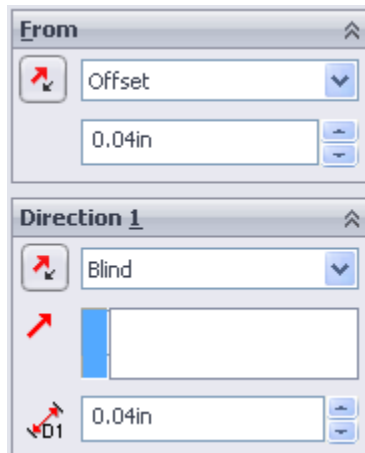 From
Offset
0.04in
Direction 1
Blind
D1
0.04in